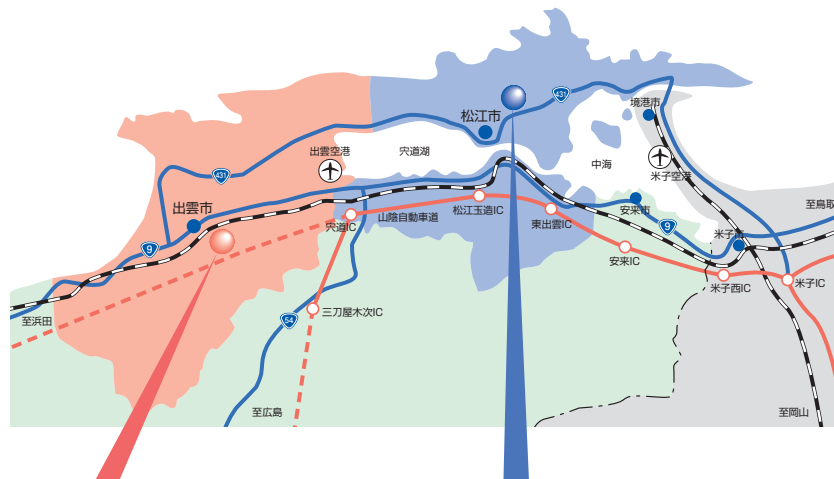 431
境港市
松江市
出雲空港
宍道湖
中海
米子空港
431
出雲市
安来市
至鳥取
宍道IC
山陰自動車道
松江玉造IC
東出雲IC
9
米子市
9
安来IC
米子西IC
米子IC
至浜田
三刀屋木次IC
54
至広島
至岡山